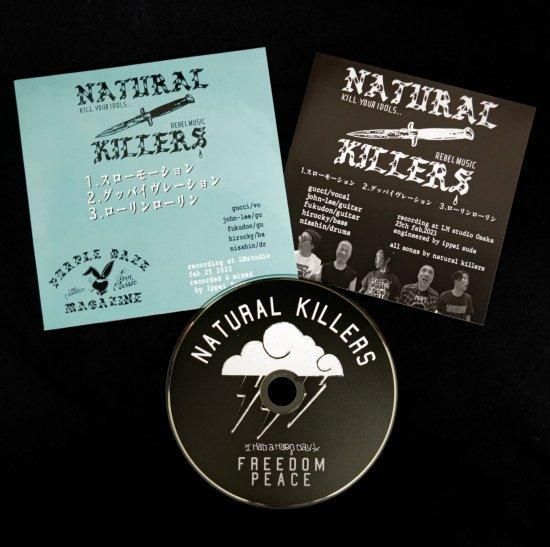 NATURAL
KILL YOUR IDOLS...
REBEL MUSIC
KILLERS
1.スローモーション
2.グッバイヴレーション
3.ローリンローリン
gucci/vo
john-lee/gu
fukudon/gu
hirocky/ba
nisshin/dr
recording at LMstudio
feb.25 2023
recorded & mixed
by Ippei
PURPLE DAZE
MAGAZINE
NATURAL
KILL YOUR IDOLS...
REBEL MUSIC
KILLERS
1.スローモーション 2.グッバイヴレーション 3.ローリンローリン
gucci/vocal
john-lee/guitar
fukudon/guitar
hirocky/bass
nisshin/drums
recording at LM studio Osaka
25th feb,2023
engineered by ippei suda
all songs by natural killers
NATURAL KILLERS
I HAD A HARD DAY
FREEDOM
PEACE